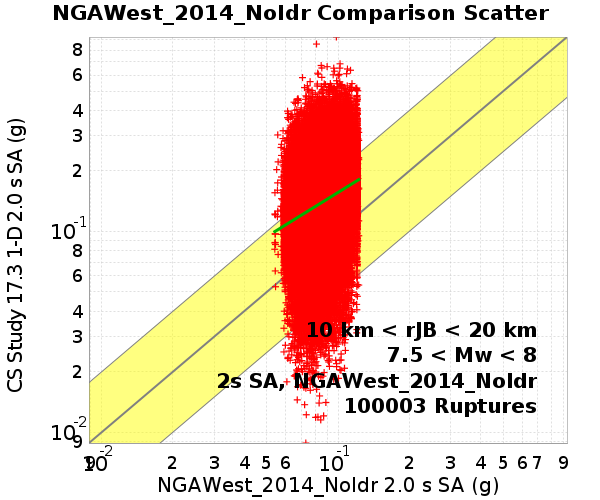 NGAWest_2014_NoIdr Comparison Scatter
CS Study 17.3 1-D 2.0 s SA (g)
8
6
4
3
2
10^-1
8
6
4
3
2
10^-2
9
10 km < rJB < 20 km
7.5 < Mw < 8
2s SA, NGAWest_2014_NoIdr
100003 Ruptures
9 10^-2 2 3 4 5 6 10^-1 2 3 4 5 6 7 9
NGAWest_2014_NoIdr 2.0 s SA (g)